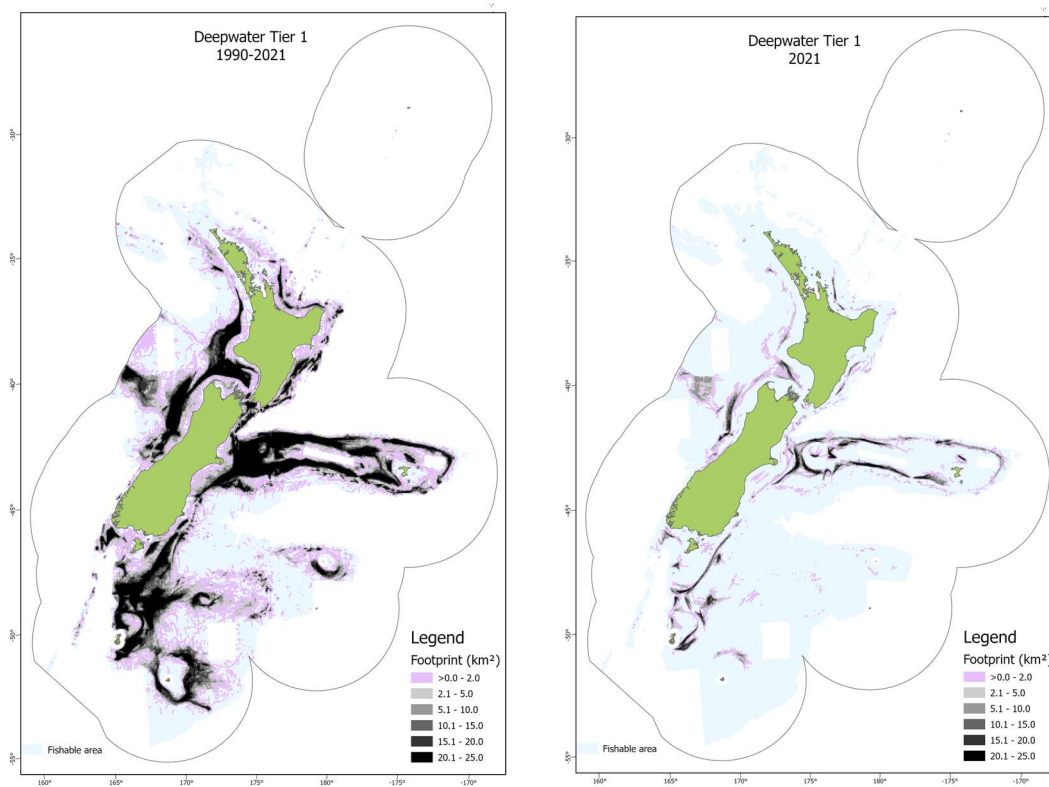 Deepwater Tier 1
1990-2021
-30°
-35°
-40°
-45°
-50°
-55°
160°
165°
170°
175°
180°
-175°
-170°
Legend
Footprint (km²)
>0.0 - 2.0
2.1 - 5.0
5.1 - 10.0
10.1 - 15.0
15.1 - 20.0
20.1 - 25.0
Fishable area
Deepwater Tier 1
2021
-30°
-35°
-40°
-45°
-50°
-55°
160°
165°
170°
175°
180°
-175°
-170°
Legend
Footprint (km²)
>0.0 - 2.0
2.1 - 5.0
5.1 - 10.0
10.1 - 15.0
15.1 - 20.0
20.1 - 25.0
Fishable area